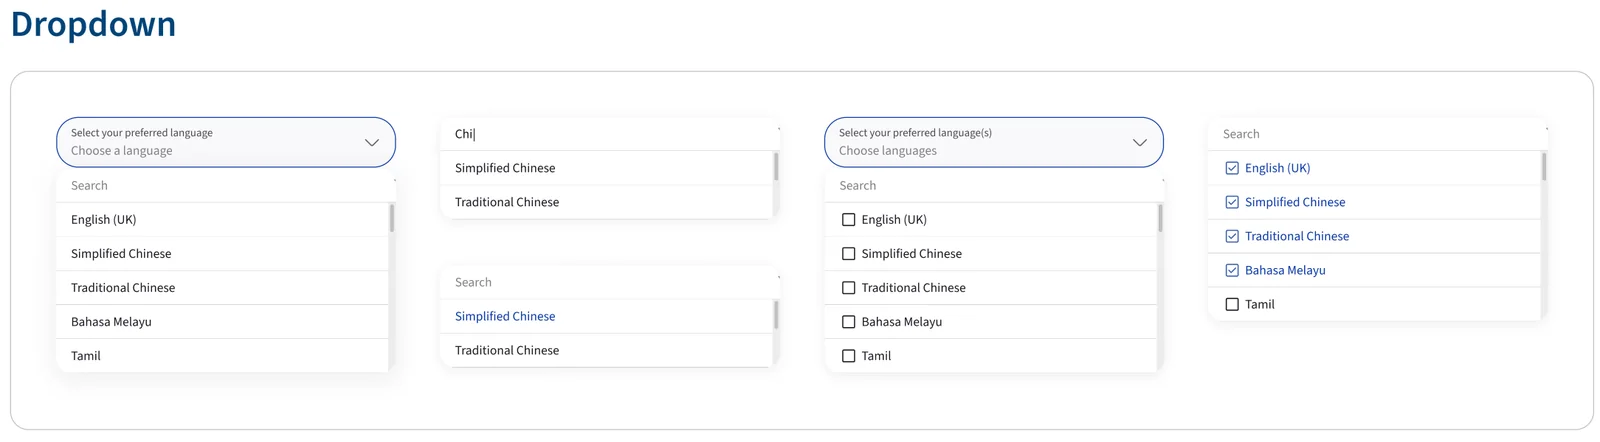 Dropdown
Select your preferred language
Choose a language
Search
English (UK)
Simplified Chinese
Traditional Chinese
Bahasa Melayu
Tamil
Chi
Simplified Chinese
Traditional Chinese
Search
Simplified Chinese
Traditional Chinese
Select your preferred language(s)
Choose languages
Search
English (UK)
Simplified Chinese
Traditional Chinese
Bahasa Melayu
Tamil
Search
English (UK)
Simplified Chinese
Traditional Chinese
Bahasa Melayu
Tamil